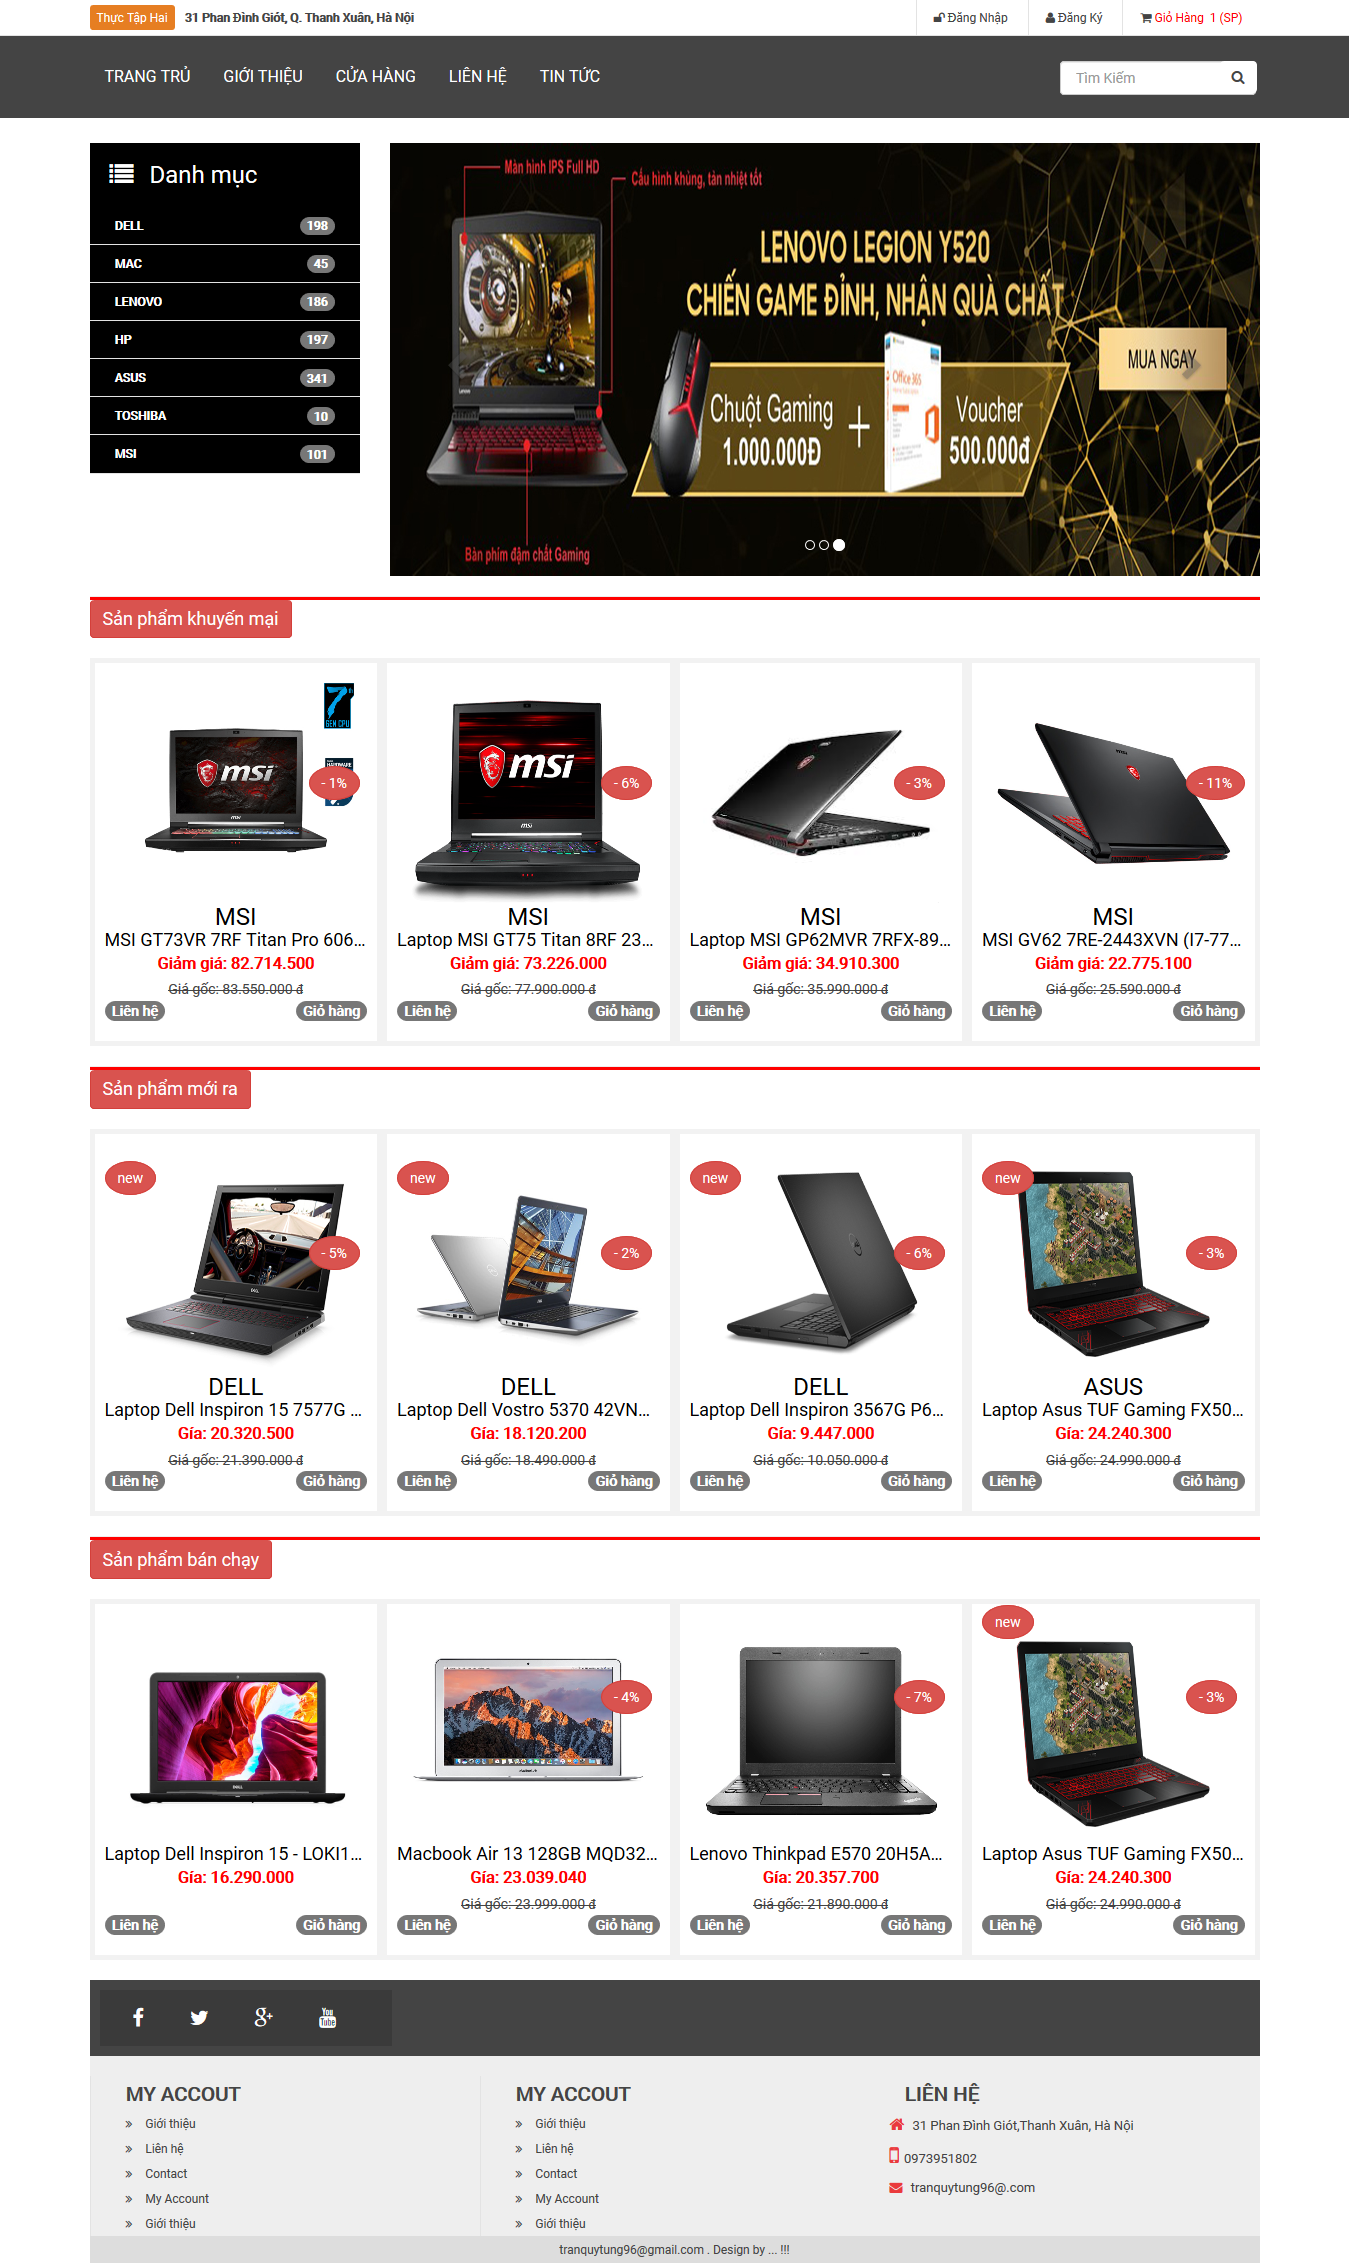 Thực Tập Hai 31 Phan Đình Giót, Q. Thanh Xuân, Hà Nội Đăng Nhập Đăng Ký Giỏ Hàng 1 (SP)
TRANG TRỦ GIỚI THIỆU CỬA HÀNG LIÊN HỆ TIN TỨC Tìm Kiếm
Danh mục
DELL 198
MAC 45
LENOVO 186
HP 197
ASUS 341
TOSHIBA 10
MSI 101
Màn hình IPS Full HD
Cấu hình khủng, tản nhiệt tốt
LENOVO LEGION Y520
CHIẾN GAME ĐỈNH, NHẬN QUÀ CHẤT
MUA NGAY
Office 365
Chuột Gaming + Voucher
1.000.000Đ 500.000đ
Bàn phím đậm chất Gaming
Sản phẩm khuyến mại
7th
GEN CPU
HARDWARE
msi msi
- 1% - 6% - 3% - 11%
MSI MSI MSI MSI
MSI GT73VR 7RF Titan Pro 606... Laptop MSI GT75 Titan 8RF 23... Laptop MSI GP62MVR 7RFX-89... MSI GV62 7RE-2443XVN (I7-77...
Giảm giá: 82.714.500 Giảm giá: 73.226.000 Giảm giá: 34.910.300 Giảm giá: 22.775.100
Giá gốc: 83.550.000 đ Giá gốc: 77.900.000 đ Giá gốc: 35.990.000 đ Giá gốc: 25.590.000 đ
Liên hệ Giỏ hàng Liên hệ Giỏ hàng Liên hệ Giỏ hàng Liên hệ Giỏ hàng
Sản phẩm mới ra
new new new new
- 5% - 2% - 6% - 3%
DELL DELL DELL ASUS
Laptop Dell Inspiron 15 7577G ... Laptop Dell Vostro 5370 42VN... Laptop Dell Inspiron 3567G P6... Laptop Asus TUF Gaming FX50...
Gía: 20.320.500 Gía: 18.120.200 Gía: 9.447.000 Gía: 24.240.300
Giá gốc: 21.390.000 đ Giá gốc: 18.490.000 đ Giá gốc: 10.050.000 đ Giá gốc: 24.990.000 đ
Liên hệ Giỏ hàng Liên hệ Giỏ hàng Liên hệ Giỏ hàng Liên hệ Giỏ hàng
Sản phẩm bán chạy
new
- 4% - 7% - 3%
Laptop Dell Inspiron 15 - LOKI1... Macbook Air 13 128GB MQD32... Lenovo Thinkpad E570 20H5A... Laptop Asus TUF Gaming FX50...
Gía: 16.290.000 Gía: 23.039.040 Gía: 20.357.700 Gía: 24.240.300
Giá gốc: 23.999.000 đ Giá gốc: 21.890.000 đ Giá gốc: 24.990.000 đ
Liên hệ Giỏ hàng Liên hệ Giỏ hàng Liên hệ Giỏ hàng Liên hệ Giỏ hàng
You Tube
MY ACCOUT MY ACCOUT LIÊN HỆ
Giới thiệu Giới thiệu 31 Phan Đình Giót,Thanh Xuân, Hà Nội
Liên hệ Liên hệ 0973951802
Contact Contact tranquytung96@.com
My Account My Account
Giới thiệu Giới thiệu
tranquytung96@gmail.com . Design by ... !!!